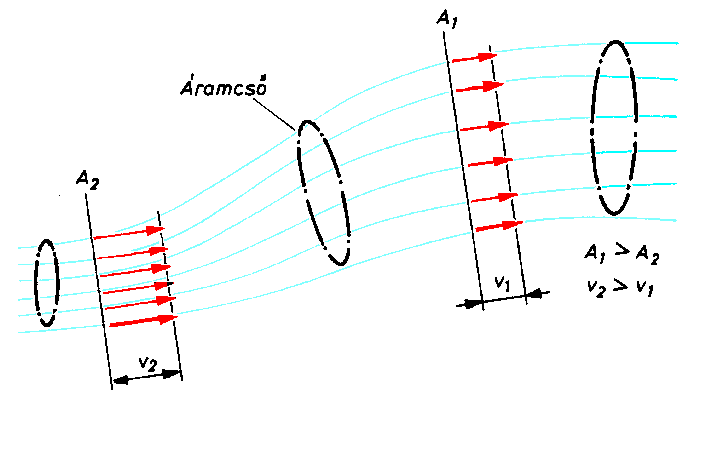 A₁
Áramcső
A₂
A₁ > A₂
v₂ > v₁
v₁
v₂